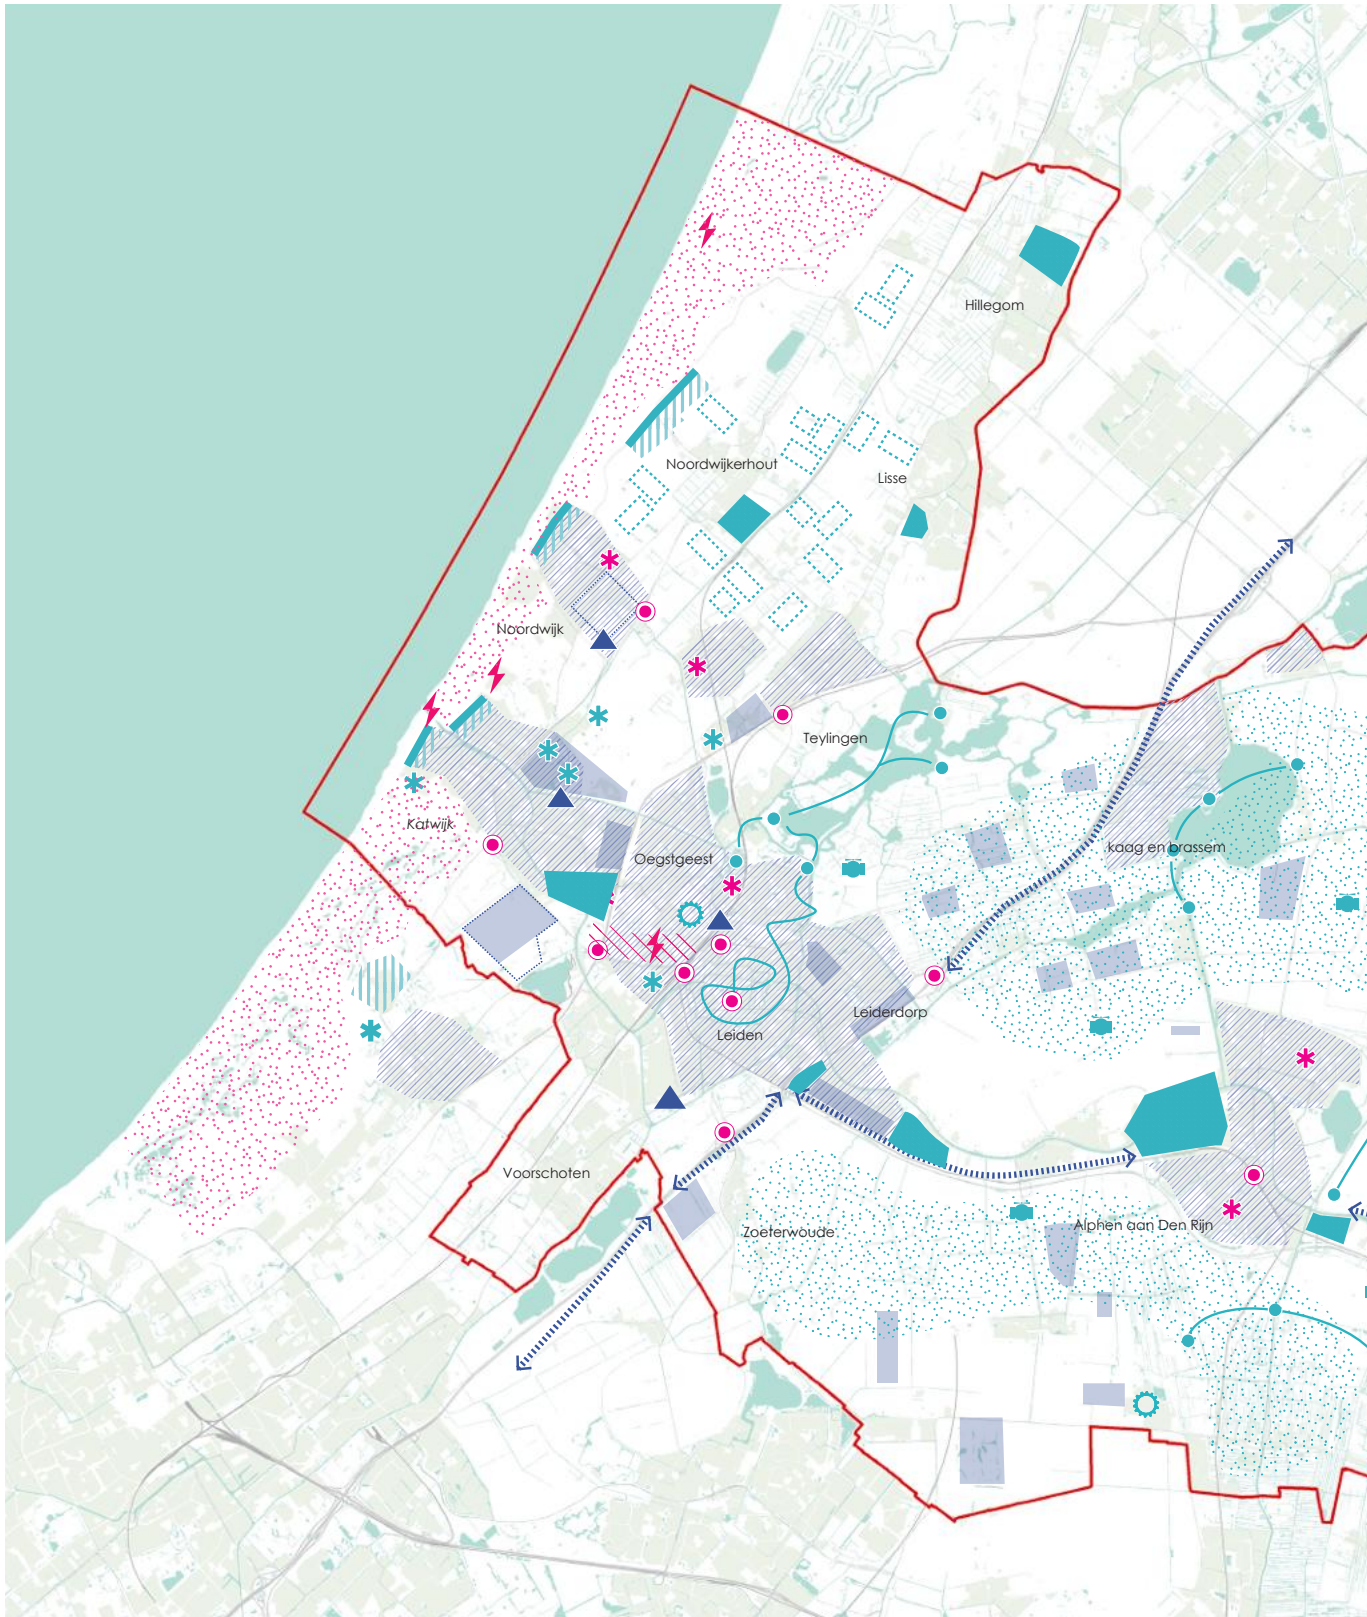 Hillegom
Noordwijkerhout
Lisse
Noordwijk
Teylingen
Katwijk
Oegstgeest
kaag en brassem
Leiderdorp
Leiden
Voorschoten
Zoeterwoude
Alphen aan Den Rijn